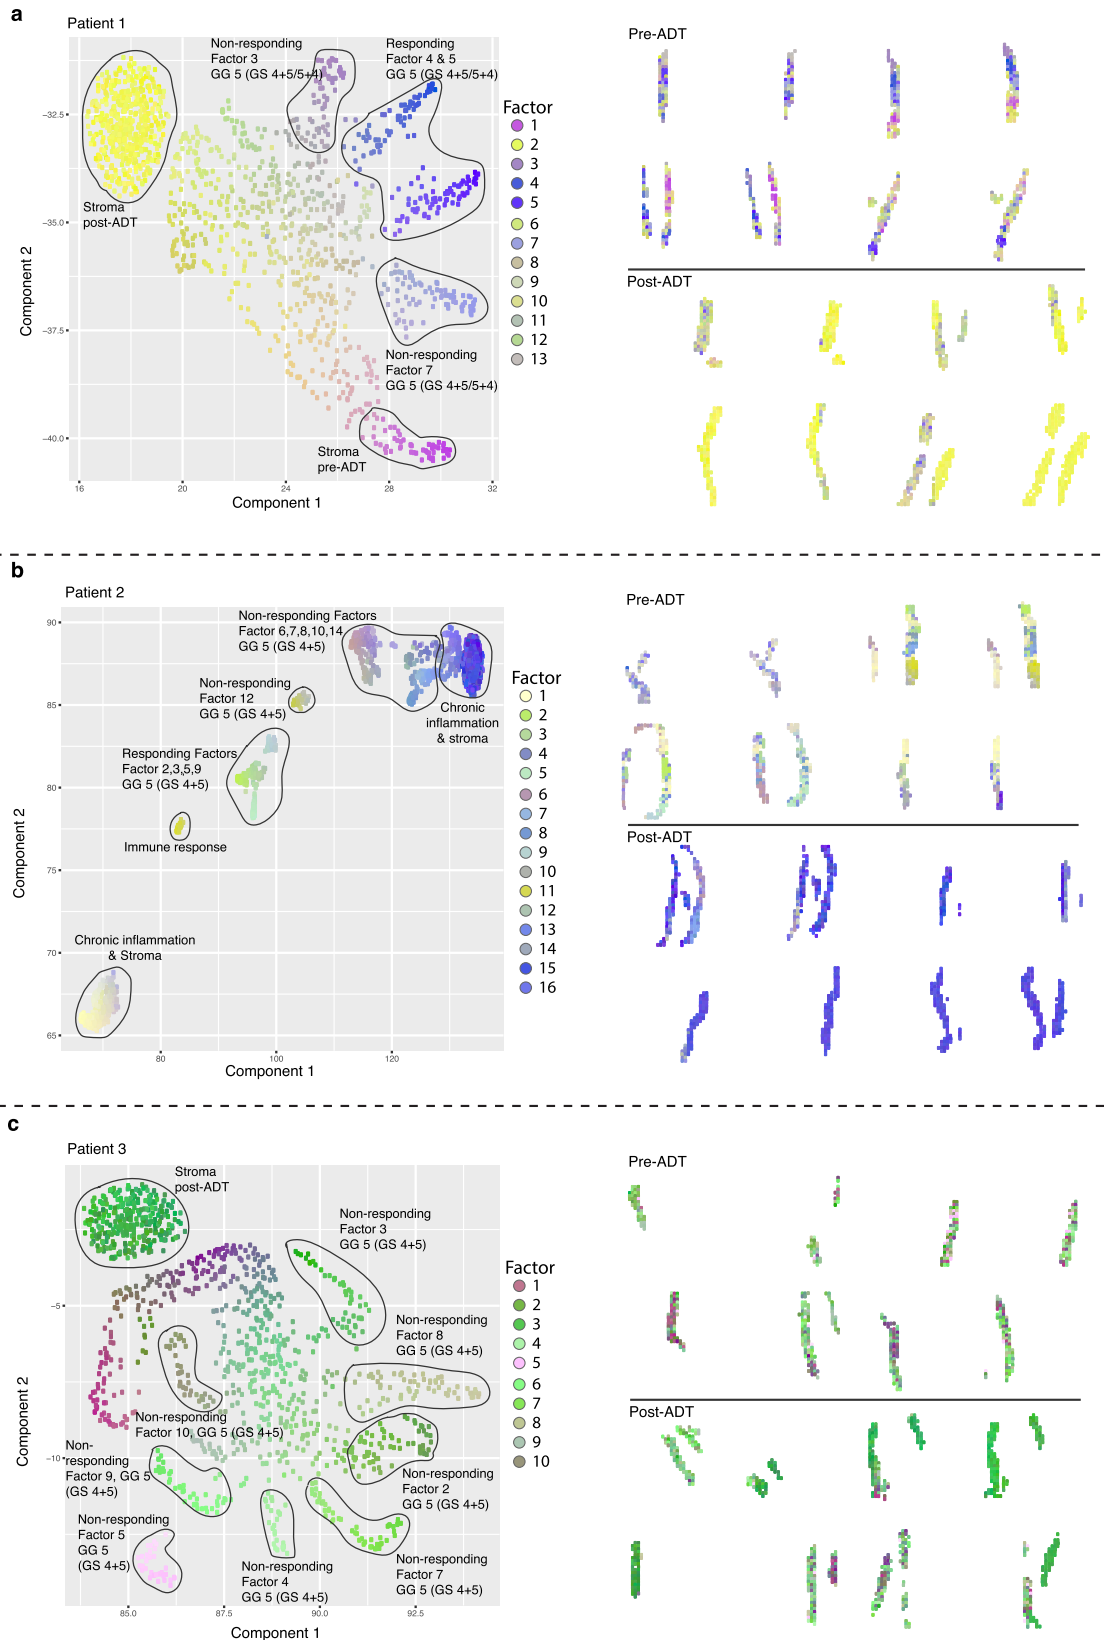 a
Patient 1
Non-responding
Factor 3
GG 5 (GS 4+5/5+4)
Responding
Factor 4 & 5
GG 5 (GS 4+5/5+4)
Stroma
post-ADT
Non-responding
Factor 7
GG 5 (GS 4+5/5+4)
Stroma
pre-ADT
−32.5
−35.0
−37.5
−40.0
Component 2
16
20
24
28
32
Component 1
Factor
1
2
3
4
5
6
7
8
9
10
11
12
13
Pre-ADT
Post-ADT
b
Patient 2
Non-responding Factors
Factor 6,7,8,10,14
GG 5 (GS 4+5)
Non-responding
Factor 12
GG 5 (GS 4+5)
Chronic
inflammation
& stroma
Responding Factors
Factor 2,3,5,9
GG 5 (GS 4+5)
Immune response
Chronic inflammation
& Stroma
90
85
80
75
70
65
Component 2
80
100
120
Component 1
Factor
1
2
3
4
5
6
7
8
9
10
11
12
13
14
15
16
Pre-ADT
Post-ADT
c
Patient 3
Stroma
post-ADT
Non-responding
Factor 3
GG 5 (GS 4+5)
Non-responding
Factor 8
GG 5 (GS 4+5)
Non-responding
Factor 10, GG 5 (GS 4+5)
Non-
responding
Factor 9, GG 5
(GS 4+5)
Non-responding
Factor 2
GG 5 (GS 4+5)
Non-responding
Factor 5
GG 5
(GS 4+5)
Non-responding
Factor 4
GG 5 (GS 4+5)
Non-responding
Factor 7
GG 5 (GS 4+5)
−5
−10
Component 2
85.0
87.5
90.0
92.5
Component 1
Factor
1
2
3
4
5
6
7
8
9
10
Pre-ADT
Post-ADT